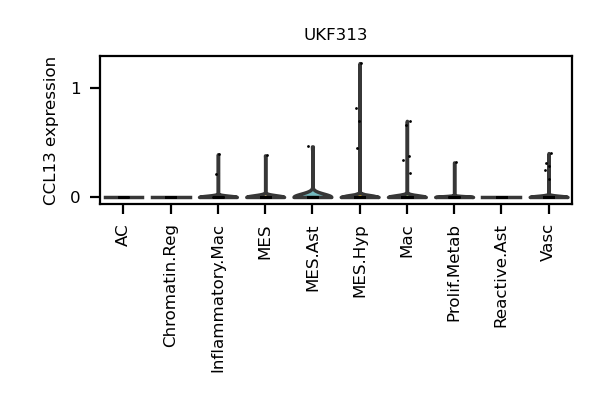 UKF313
CCL13 expression
1
0
AC
Chromatin.Reg
Inflammatory.Mac
MES
MES.Ast
MES.Hyp
Mac
Prolif.Metab
Reactive.Ast
Vasc